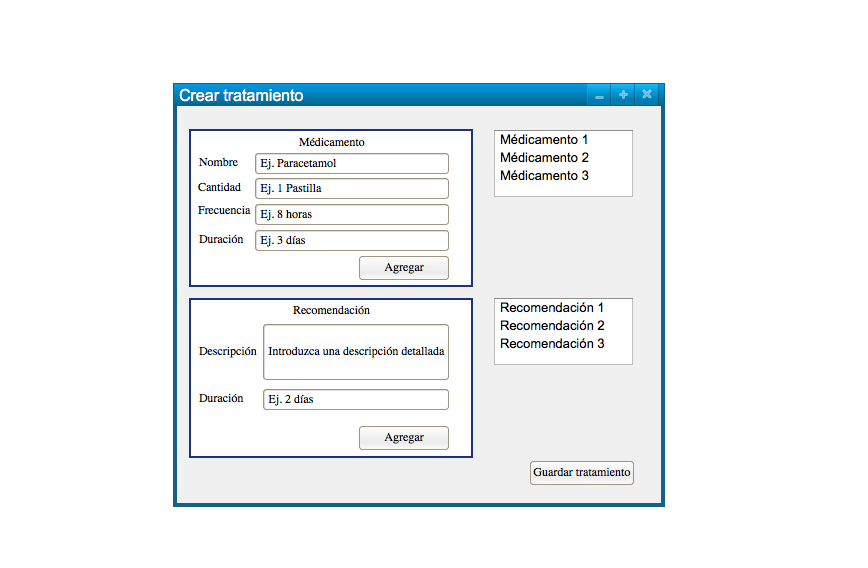 Crear tratamiento
Médicamento
Nombre
Ej. Paracetamol
Cantidad
Ej. 1 Pastilla
Frecuencia
Ej. 8 horas
Duración
Ej. 3 días
Agregar
Médicamento 1
Médicamento 2
Médicamento 3
Recomendación
Descripción
Introduzca una descripción detallada
Duración
Ej. 2 días
Agregar
Recomendación 1
Recomendación 2
Recomendación 3
Guardar tratamiento